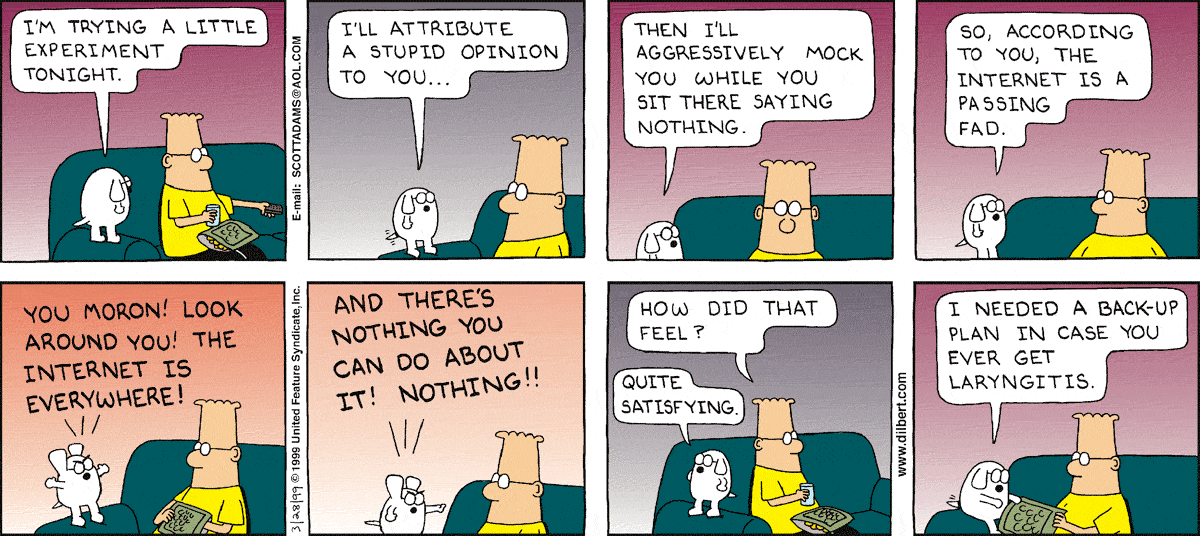 I'M TRYING A LITTLE
EXPERIMENT
TONIGHT.
E-mail: SCOTTADAMS@AOL.COM
I'LL ATTRIBUTE
A STUPID OPINION
TO YOU...
THEN I'LL
AGGRESSIVELY MOCK
YOU WHILE YOU
SIT THERE SAYING
NOTHING.
SO, ACCORDING
TO YOU, THE
INTERNET IS A
PASSING
FAD.
YOU MORON! LOOK
AROUND YOU! THE
INTERNET IS
EVERYWHERE!
3|28|99 © 1999 United Feature Syndicate, Inc.
AND THERE'S
NOTHING YOU
CAN DO ABOUT
IT! NOTHING!!
HOW DID THAT
FEEL?
QUITE
SATISFYING.
www.dilbert.com
I NEEDED A BACK-UP
PLAN IN CASE YOU
EVER GET
LARYNGITIS.